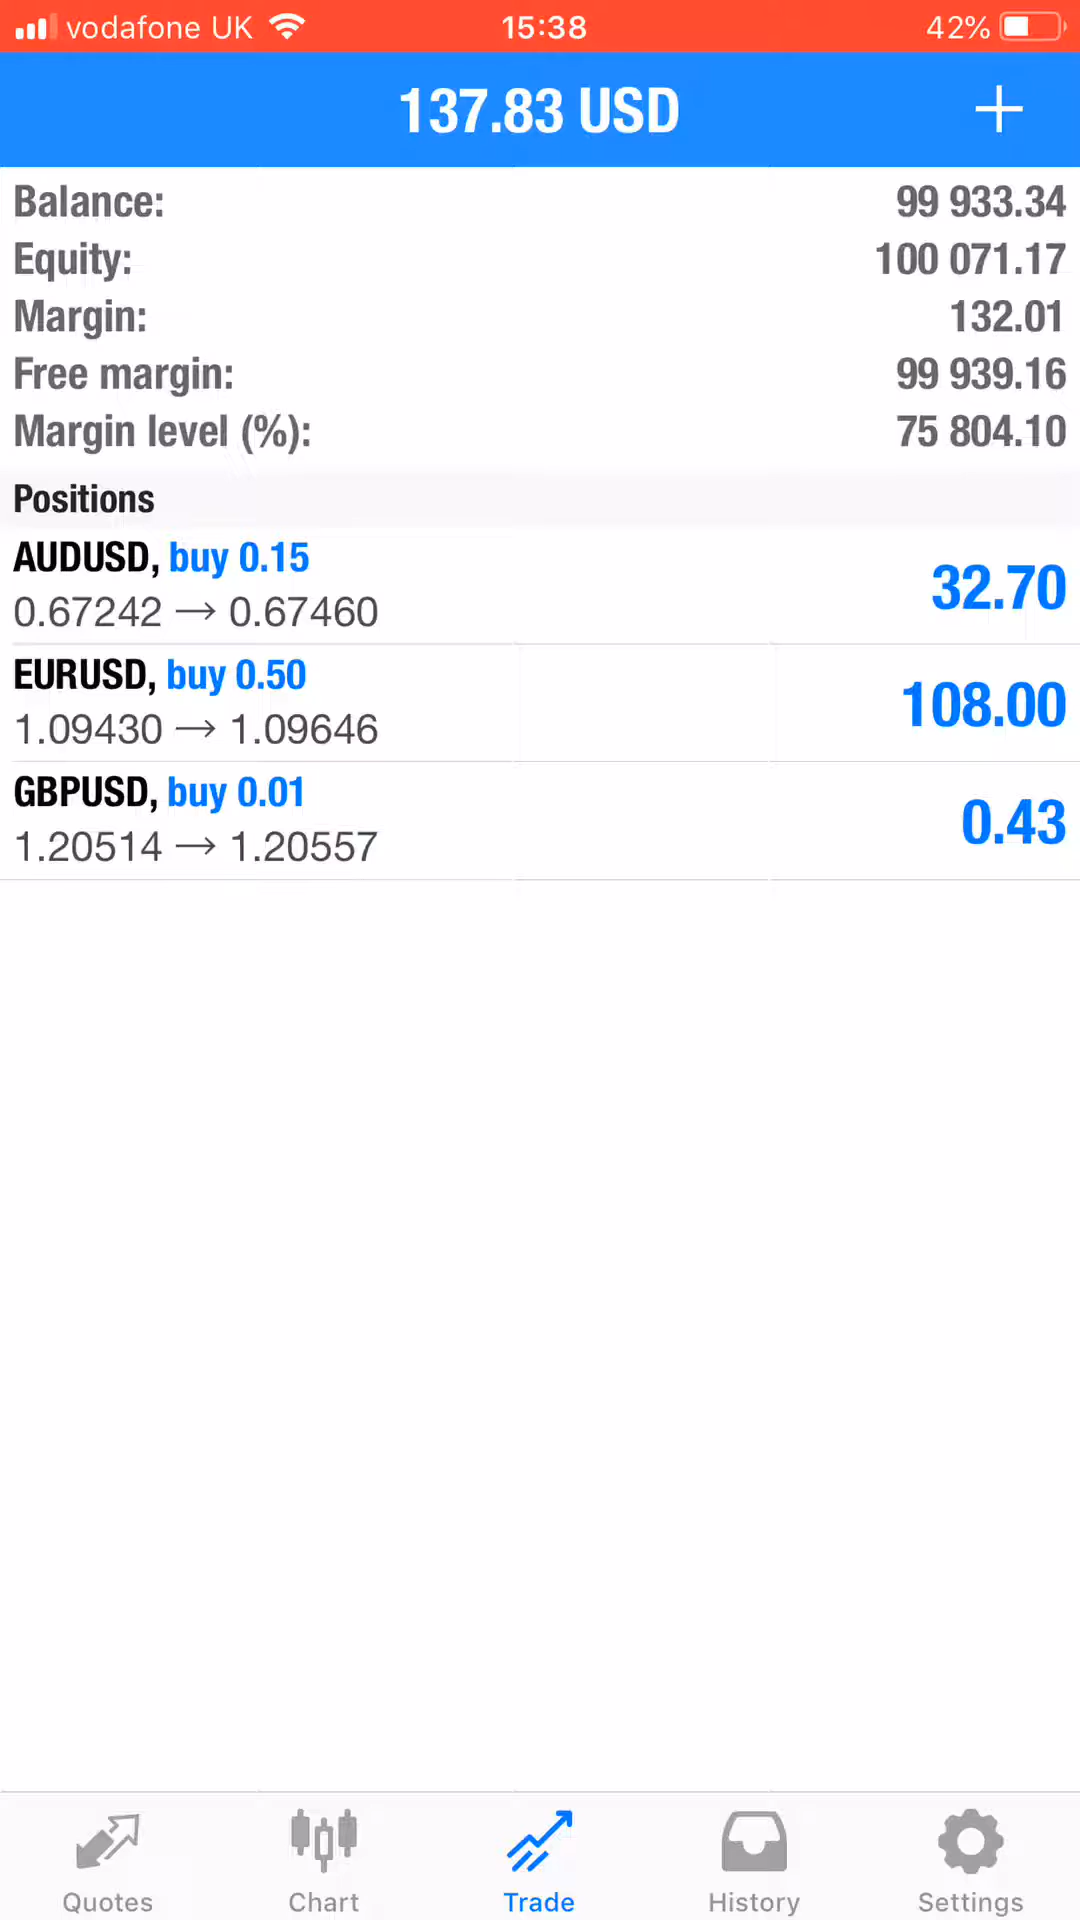 vodafone UK 15:38 42%
137.83 USD
Balance: 99 933.34
Equity: 100 071.17
Margin: 132.01
Free margin: 99 939.16
Margin level (%): 75 804.10
Positions
AUDUSD, buy 0.15
0.67242 → 0.67460 32.70
EURUSD, buy 0.50
1.09430 → 1.09646 108.00
GBPUSD, buy 0.01
1.20514 → 1.20557 0.43
Quotes Chart Trade History Settings